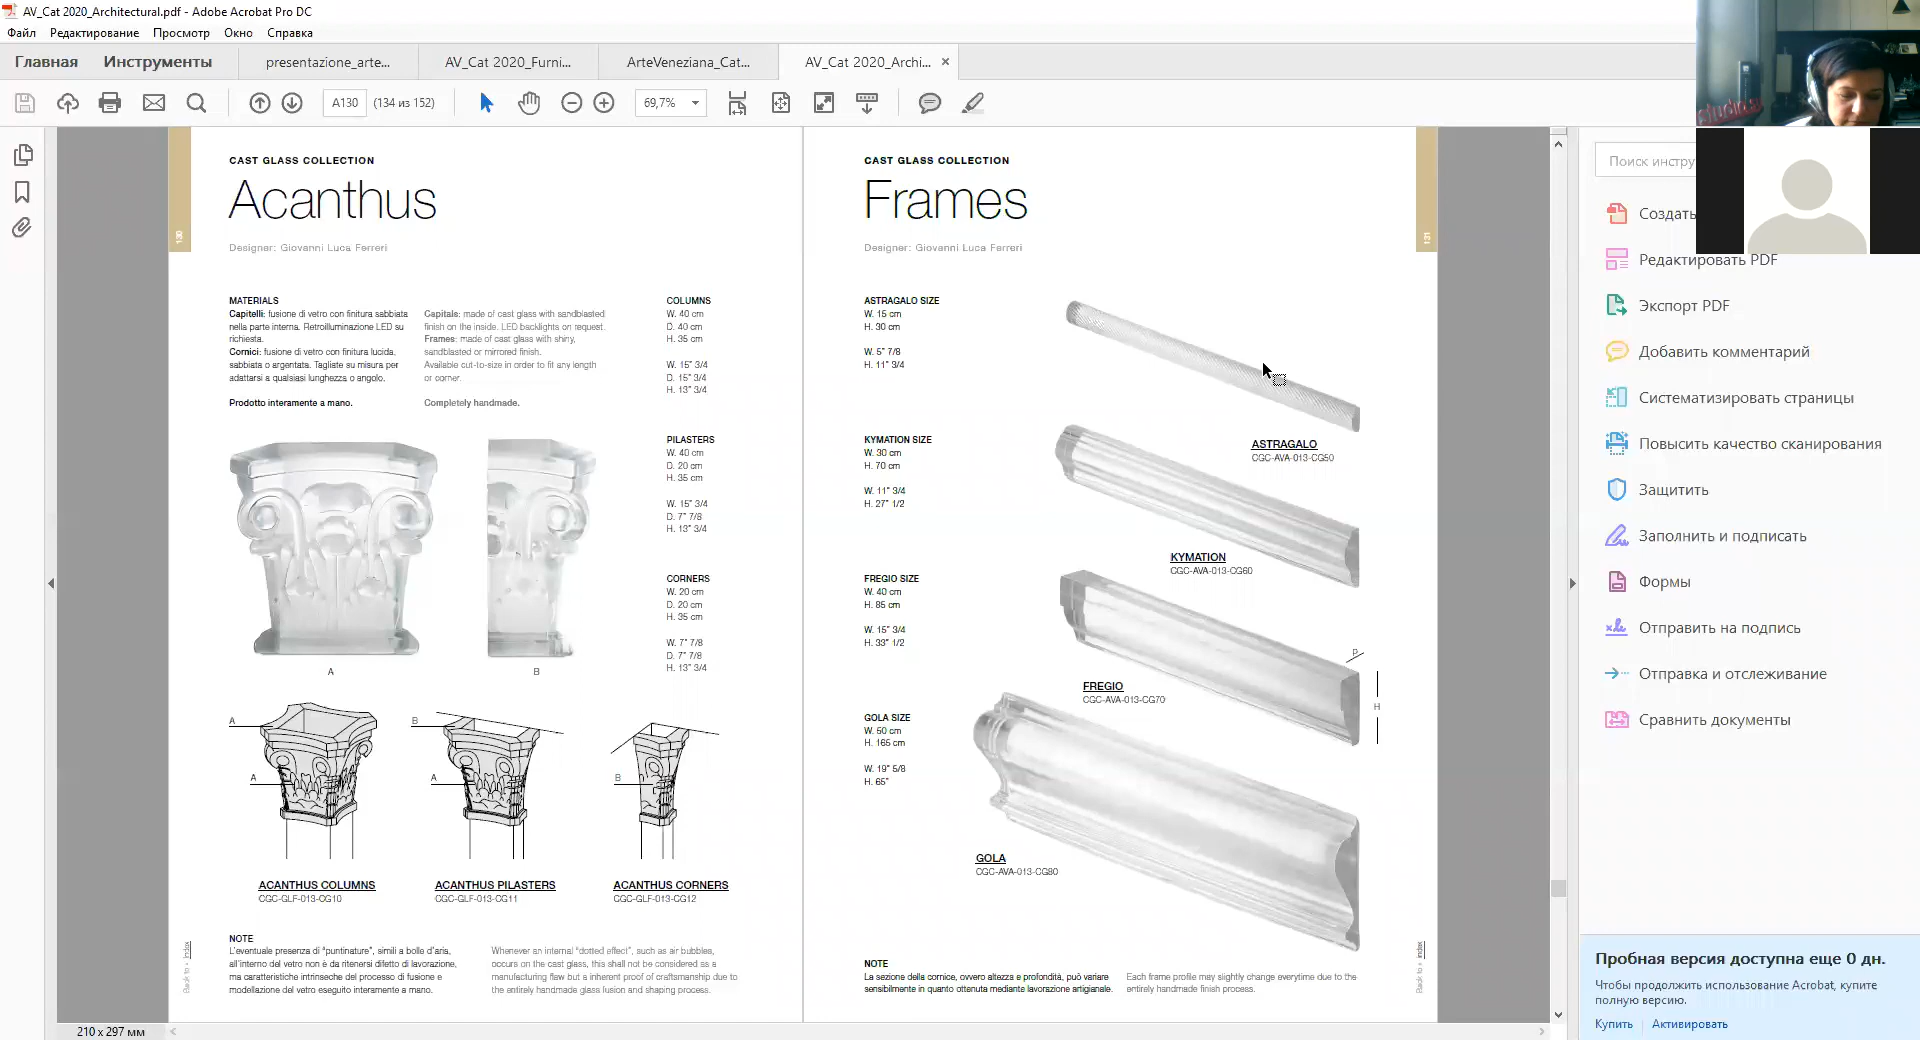 AV_Cat 2020_Architectural.pdf - Adobe Acrobat Pro DC
Файл Редактирование Просмотр Окно Справка
Главная Инструменты presentazione_arte... AV_Cat 2020_Furni... ArteVeneziana_Cat... AV_Cat 2020_Archi... ×
A130 (134 из 152) 69,7%
130
CAST GLASS COLLECTION
Acanthus
Designer: Giovanni Luca Ferreri
MATERIALS
Capitelli: fusione di vetro con finitura sabbiata
nella parte interna. Retroilluminazione LED su
richiesta.
Cornici: fusione di vetro con finitura lucida,
sabbiata o argentata. Tagliate su misura per
adattarsi a qualsiasi lunghezza o angolo.
Prodotto interamente a mano.
Capitals: made of cast glass with sandblasted
finish on the inside. LED backlights on request.
Frames: made of cast glass with shiny,
sandblasted or mirrored finish.
Available cut-to-size in order to fit any length
or corner.
Completely handmade.
COLUMNS
W. 40 cm
D. 40 cm
H. 35 cm
W. 15" 3/4
D. 15" 3/4
H. 13" 3/4
PILASTERS
W. 40 cm
D. 20 cm
H. 35 cm
W. 15" 3/4
D. 7" 7/8
H. 13" 3/4
CORNERS
W. 20 cm
D. 20 cm
H. 35 cm
W. 7" 7/8
D. 7" 7/8
H. 13" 3/4
A
B
A
A
B
A
B
ACANTHUS COLUMNS
CGC-GLF-013-CG10
ACANTHUS PILASTERS
CGC-GLF-013-CG11
ACANTHUS CORNERS
CGC-GLF-013-CG12
NOTE
L'eventuale presenza di "puntinature", simili a bolle d'aria,
all'interno del vetro non è da ritenersi difetto di lavorazione,
ma caratteristiche intrinseche del processo di fusione e
modellazione del vetro eseguito interamente a mano.
Whenever an internal "dotted effect", such as air bubbles,
occurs on the cast glass, this shall not be considered as a
manufacturing flaw but a inherent proof of craftsmanship due to
the entirely handmade glass fusion and shaping process.
Back to • Index
131
CAST GLASS COLLECTION
Frames
Designer: Giovanni Luca Ferreri
ASTRAGALO SIZE
W. 15 cm
H. 30 cm
W. 5" 7/8
H. 11" 3/4
KYMATION SIZE
W. 30 cm
H. 70 cm
W. 11" 3/4
H. 27" 1/2
FREGIO SIZE
W. 40 cm
H. 85 cm
W. 15" 3/4
H. 33" 1/2
GOLA SIZE
W. 50 cm
H. 165 cm
W. 19" 5/8
H. 65"
ASTRAGALO
CGC-AVA-013-CG50
KYMATION
CGC-AVA-013-CG60
P
H
FREGIO
CGC-AVA-013-CG70
GOLA
CGC-AVA-013-CG80
NOTE
La sezione della cornice, ovvero altezza e profondità, può variare
sensibilmente in quanto ottenuta mediante lavorazione artigianale.
Each frame profile may slightly change everytime due to the
entirely handmade finish process.
Back to • Index
210 x 297 мм
Поиск инстру
Создать
Редактировать PDF
Экспорт PDF
Добавить комментарий
Систематизировать страницы
Повысить качество сканирования
Защитить
Заполнить и подписать
Формы
Отправить на подпись
Отправка и отслеживание
Сравнить документы
Пробная версия доступна еще 0 дн.
Чтобы продолжить использование Acrobat, купите
полную версию.
Купить Активировать